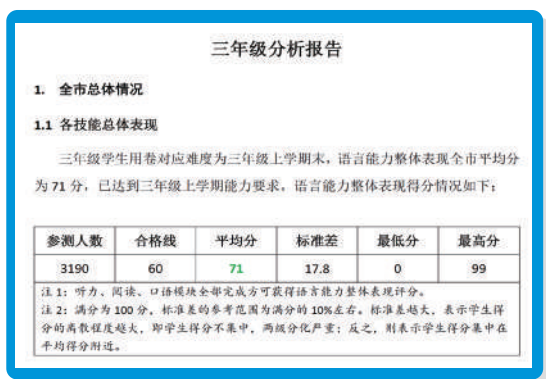 三年级分析报告
1. 全市总体情况
1.1 各技能总体表现
三年级学生用卷对应难度为三年级上学期末，语言能力整体表现全市平均分
为 71 分，已达到三年级上学期能力要求。语言能力整体表现得分情况如下：
参测人数 合格线 平均分 标准差 最低分 最高分
3190 60 71 17.8 0 99
注 1：听力、阅读、口语模块全部完成方可获得语言能力整体表现评分。
注 2：满分为 100 分，标准差的参考范围为满分的 10%左右。标准差越大，表示学生得
分的离散程度越大，即学生得分不集中，两级分化严重；反之，则表示学生得分集中在
平均得分附近。